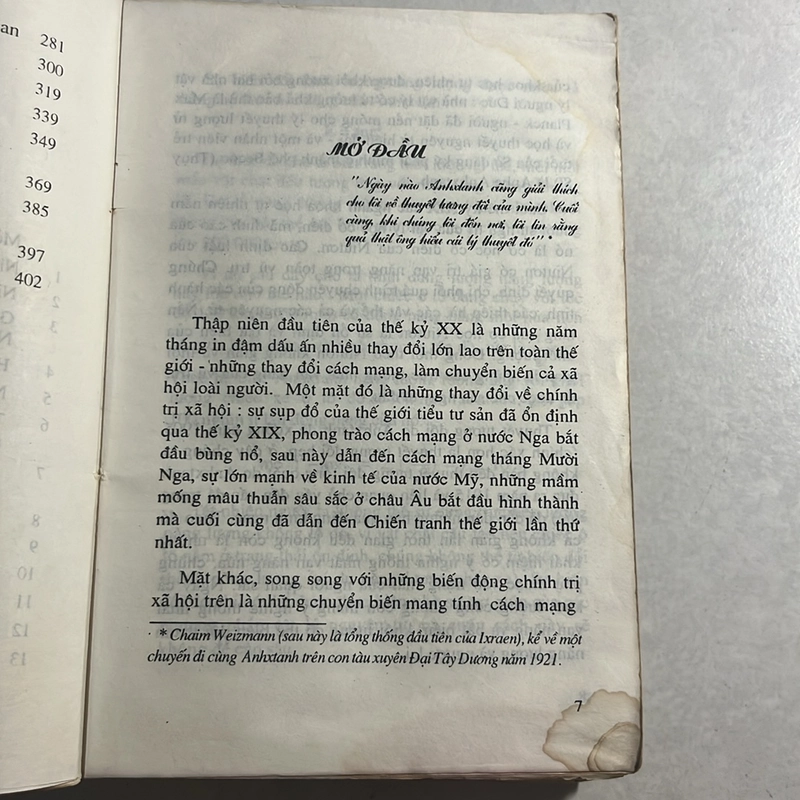 an 281
300
319
339
349
369
385
397
402
MỞ ĐẦU
"Ngày nào Anhxtanh cũng giải thích
cho tôi về thuyết tương đối của mình. Cuối
cùng, khi chúng tôi đến nơi, tôi tin rằng
quả thật ông hiểu cái lý thuyết đó" *
Thập niên đầu tiên của thế kỷ XX là những năm
tháng in đậm dấu ấn nhiều thay đổi lớn lao trên toàn thế
giới - những thay đổi cách mạng, làm chuyển biến cả xã
hội loài người. Một mặt đó là những thay đổi về chính
trị xã hội : sự sụp đổ của thế giới tiểu tư sản đã ổn định
qua thế kỷ XIX, phong trào cách mạng ở nước Nga bắt
đầu bùng nổ, sau này dẫn đến cách mạng tháng Mười
Nga, sự lớn mạnh về kinh tế của nước Mỹ, những mầm
mống mâu thuẫn sâu sắc ở châu Âu bắt đầu hình thành
mà cuối cùng đã dẫn đến Chiến tranh thế giới lần thứ
nhất.
Mặt khác, song song với những biến động chính trị
xã hội trên là những chuyển biến mang tính cách mạng
* Chaim Weizmann (sau này là tổng thống đầu tiên của Ixraen), kể về một
chuyến đi cùng Anhxtanh trên con tàu xuyên Đại Tây Dương năm 1921.
7